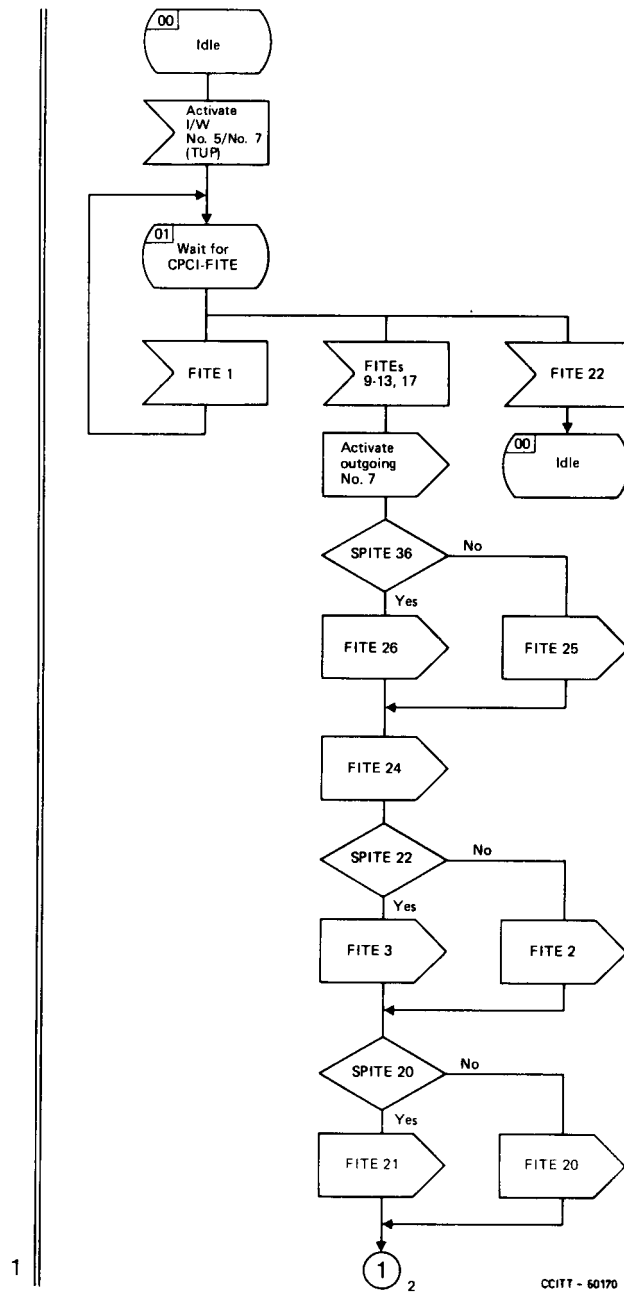 00
Idle
Activate
I/W
No. 5/No. 7
(TUP)
01
Wait for
CPCI-FITE
FITE 1
FITEs
9-13, 17
FITE 22
Activate
outgoing
No. 7
00
Idle
SPITE 36
No
Yes
FITE 26
FITE 25
FITE 24
SPITE 22
No
Yes
FITE 3
FITE 2
SPITE 20
No
Yes
FITE 21
FITE 20
1
1
2
CCITT - 60170